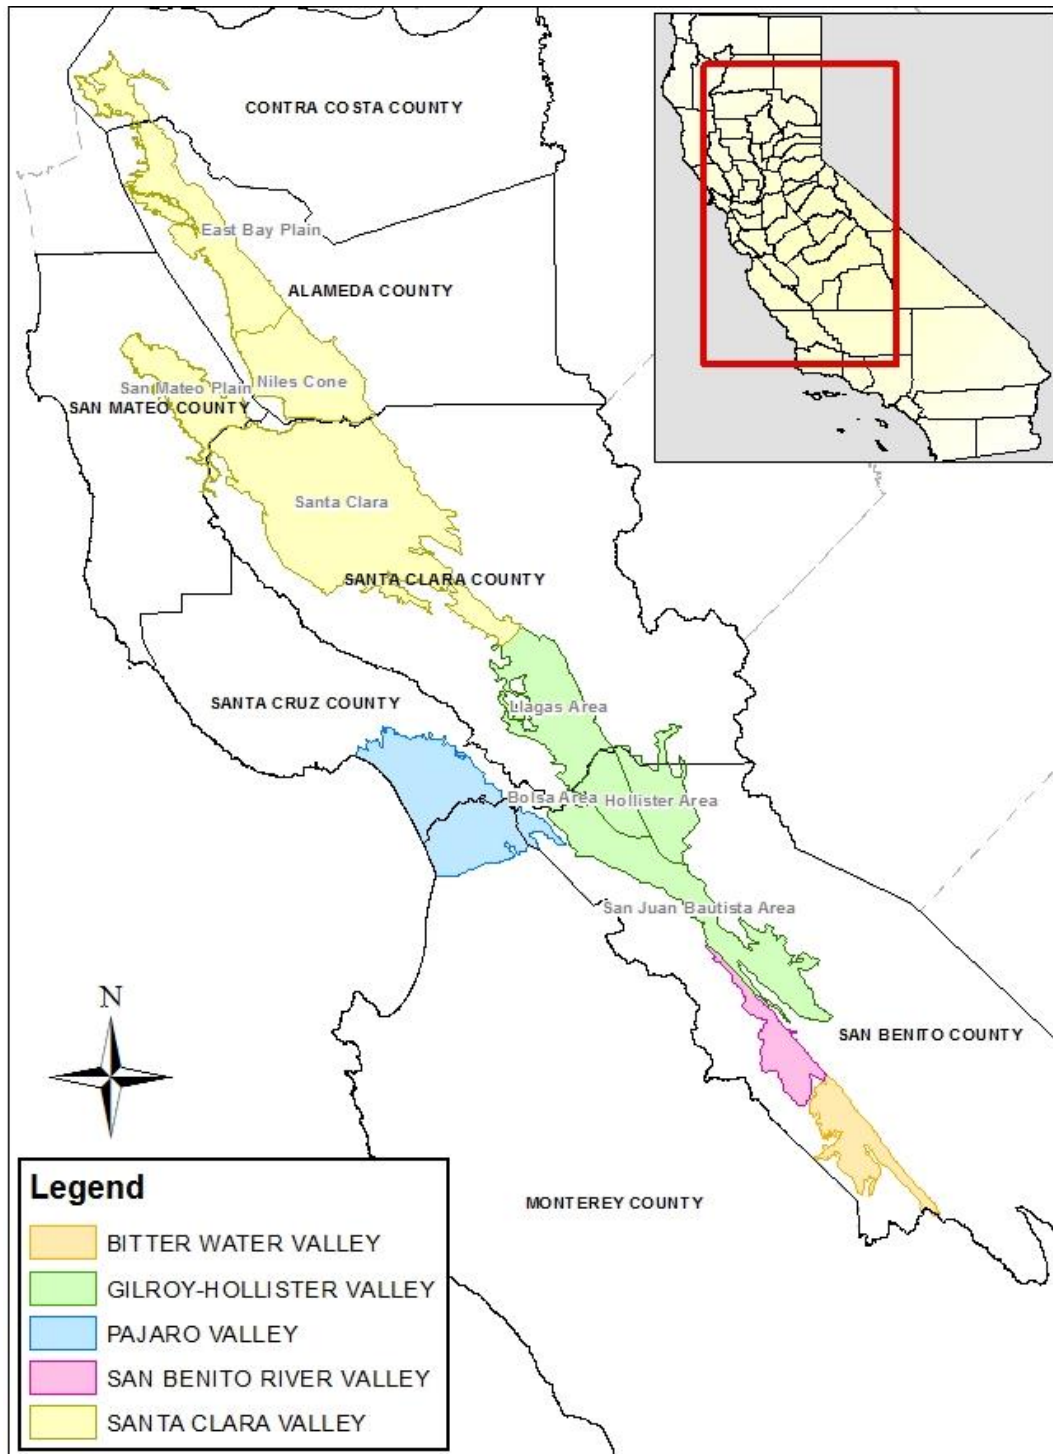 CONTRA COSTA COUNTY
East Bay Plain
ALAMEDA COUNTY
San Mateo Plain
Niles Cone
SAN MATEO COUNTY
Santa Clara
SANTA CLARA COUNTY
SANTA CRUZ COUNTY
Llagas Area
Bolsa Area
Hollister Area
San Juan Bautista Area
SAN BENITO COUNTY
N
MONTEREY COUNTY
Legend
BITTER WATER VALLEY
GILROY-HOLLISTER VALLEY
PAJARO VALLEY
SAN BENITO RIVER VALLEY
SANTA CLARA VALLEY